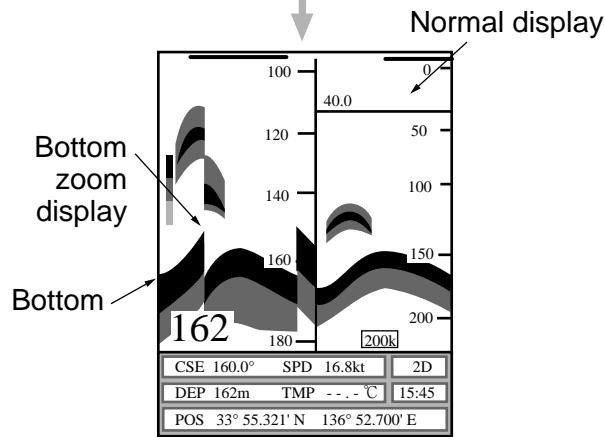 Normal display
100
0
40.0
120
50
Bottom
zoom
display
140
100
160
150
Bottom
162
180
200
200k
CSE 160.0° SPD 16.8kt 2D
DEP 162m TMP - - . - ℃ 15:45
POS 33° 55.321' N 136° 52.700' E